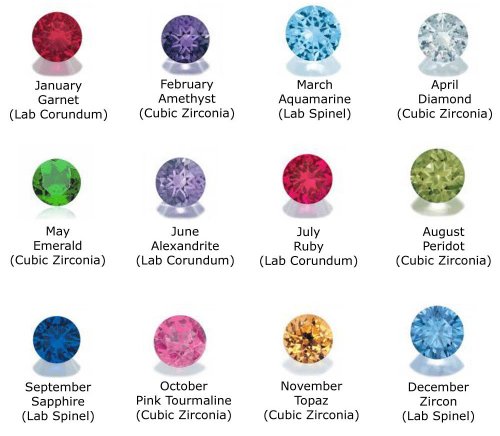 January
Garnet
(Lab Corundum)
February
Amethyst
(Cubic Zirconia)
March
Aquamarine
(Lab Spinel)
April
Diamond
(Cubic Zirconia)
May
Emerald
(Cubic Zirconia)
June
Alexandrite
(Lab Corundum)
July
Ruby
(Lab Corundum)
August
Peridot
(Cubic Zirconia)
September
Sapphire
(Lab Spinel)
October
Pink Tourmaline
(Cubic Zirconia)
November
Topaz
(Cubic Zirconia)
December
Zircon
(Lab Spinel)